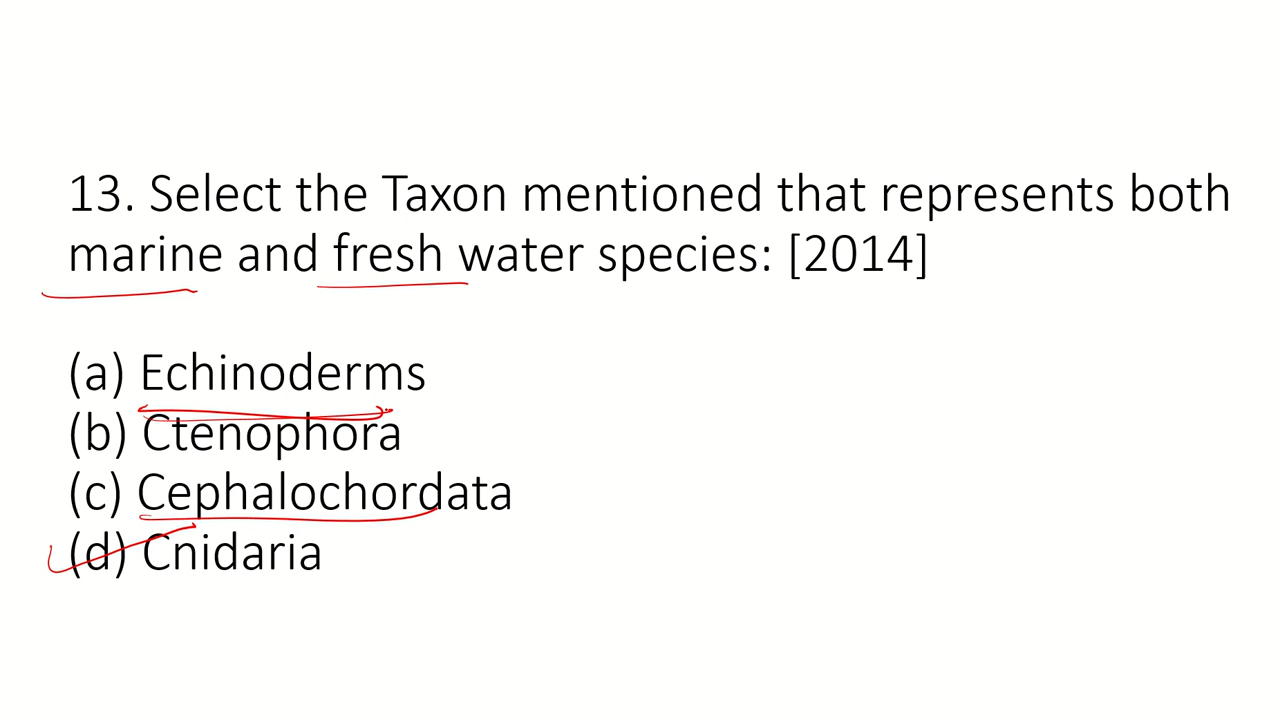 13. Select the Taxon mentioned that represents both
marine and fresh water species: [2014]
(a) Echinoderms
(b) Ctenophora
(c) Cephalochordata
(d) Cnidaria